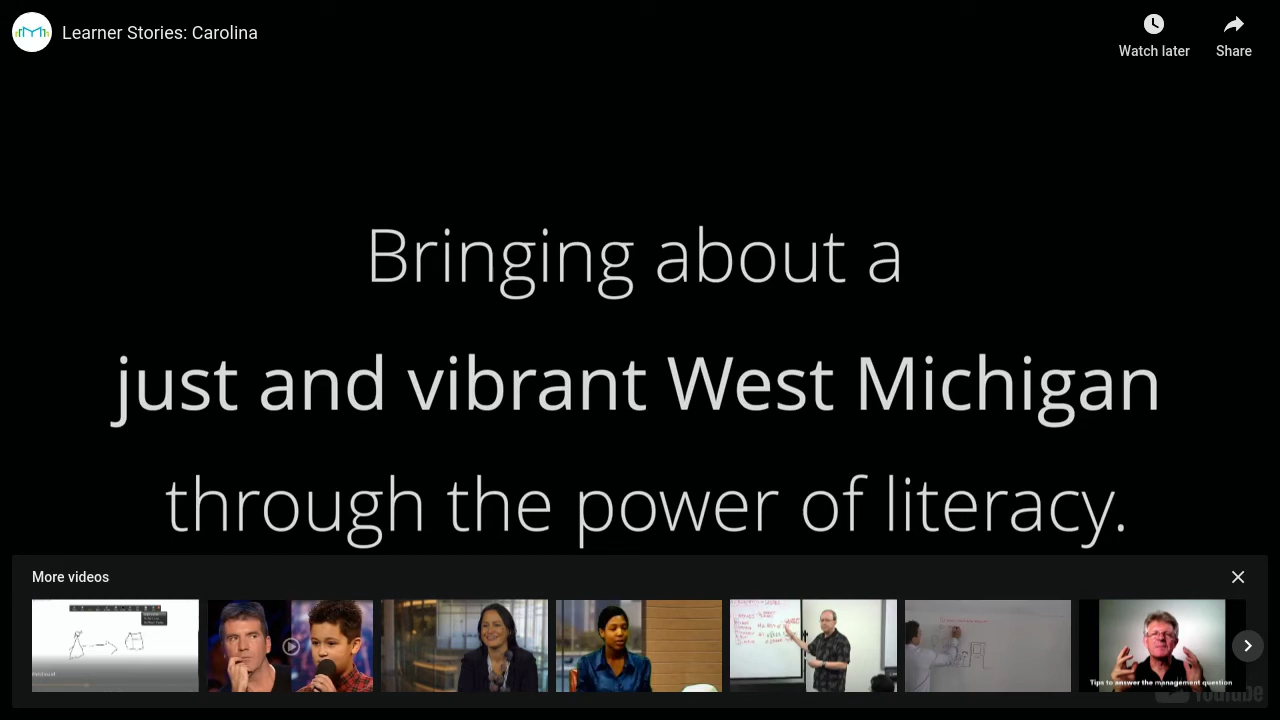 Learner Stories: Carolina
Watch later
Share
Bringing about a
just and vibrant West Michigan
through the power of literacy.
More videos
Tips to answer the management question
YouTube